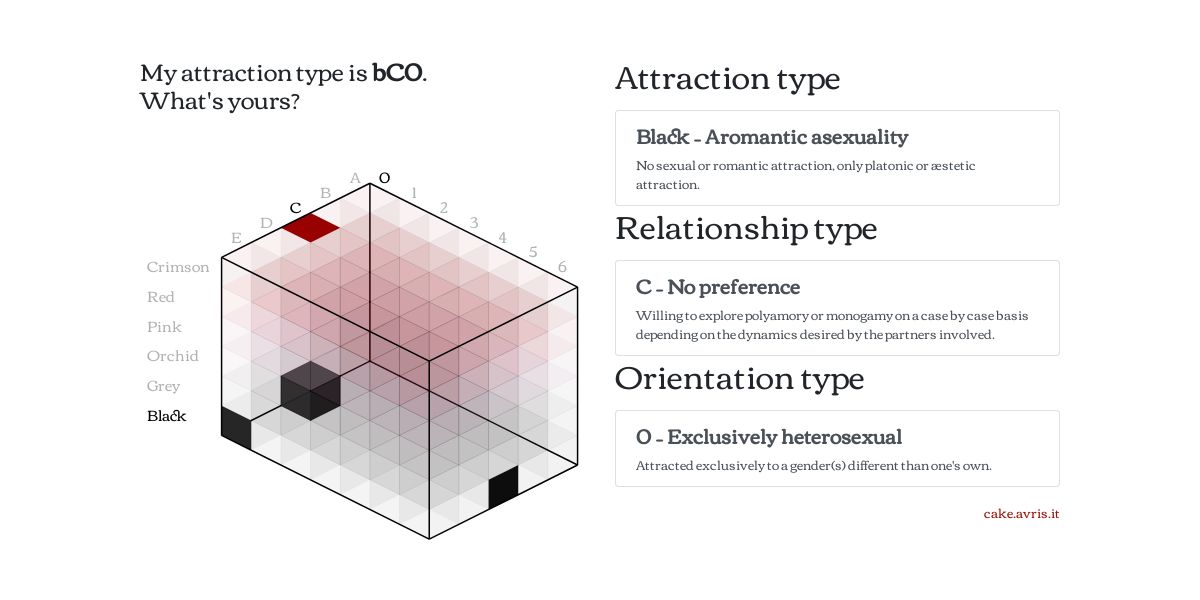 My attraction type is bCO.
What's yours?
A
0
B
1
C
2
D
3
E
4
5
6
Crimson
Red
Pink
Orchid
Grey
Black
Attraction type
Black - Aromantic asexuality
No sexual or romantic attraction, only platonic or æstetic
attraction.
Relationship type
C - No preference
Willing to explore polyamory or monogamy on a case by case basis
depending on the dynamics desired by the partners involved.
Orientation type
0 - Exclusively heterosexual
Attracted exclusively to a gender(s) different than one's own.
cake.avris.it